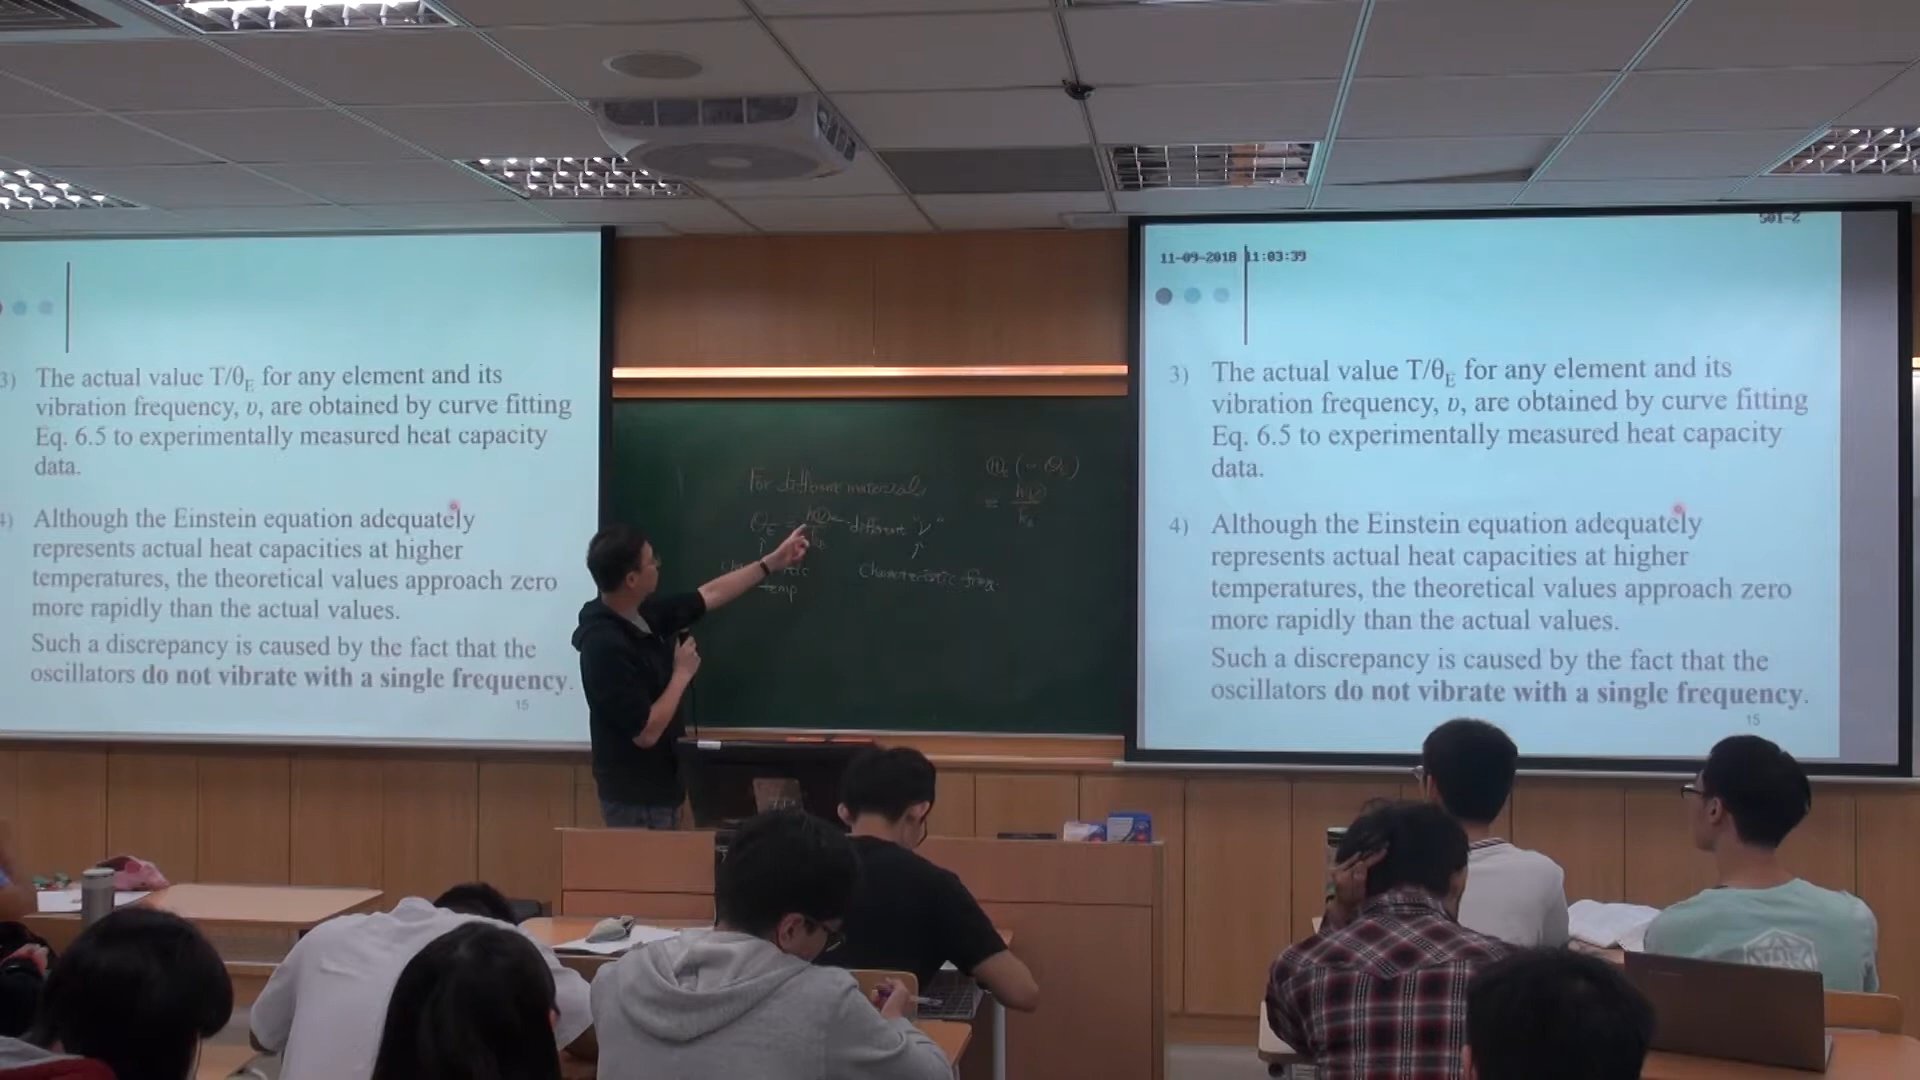 3) The actual value T/θE for any element and its
vibration frequency, υ, are obtained by curve fitting
Eq. 6.5 to experimentally measured heat capacity
data.
4) Although the Einstein equation adequately
represents actual heat capacities at higher
temperatures, the theoretical values approach zero
more rapidly than the actual values.
Such a discrepancy is caused by the fact that the
oscillators do not vibrate with a single frequency.
15
For different materials,
different "ν"
temp
Characteristic freq.
501-2
11-09-2018 11:03:39
3) The actual value T/θE for any element and its
vibration frequency, υ, are obtained by curve fitting
Eq. 6.5 to experimentally measured heat capacity
data.
4) Although the Einstein equation adequately
represents actual heat capacities at higher
temperatures, the theoretical values approach zero
more rapidly than the actual values.
Such a discrepancy is caused by the fact that the
oscillators do not vibrate with a single frequency.
15